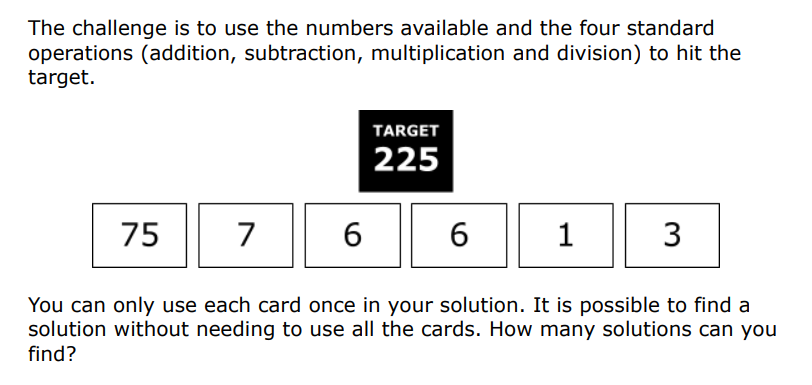 The challenge is to use the numbers available and the four standard
operations (addition, subtraction, multiplication and division) to hit the
target.
TARGET
225
75 7 6 6 1 3
You can only use each card once in your solution. It is possible to find a
solution without needing to use all the cards. How many solutions can you
find?